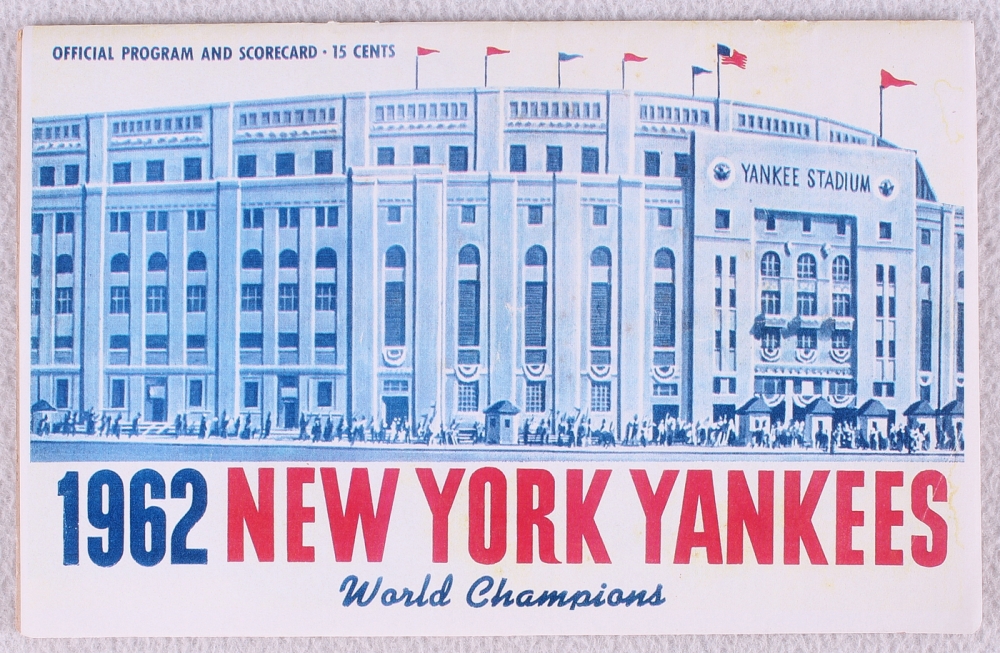 OFFICIAL PROGRAM AND SCORECARD · 15 CENTS
YANKEE STADIUM
1962 NEW YORK YANKEES
World Champions